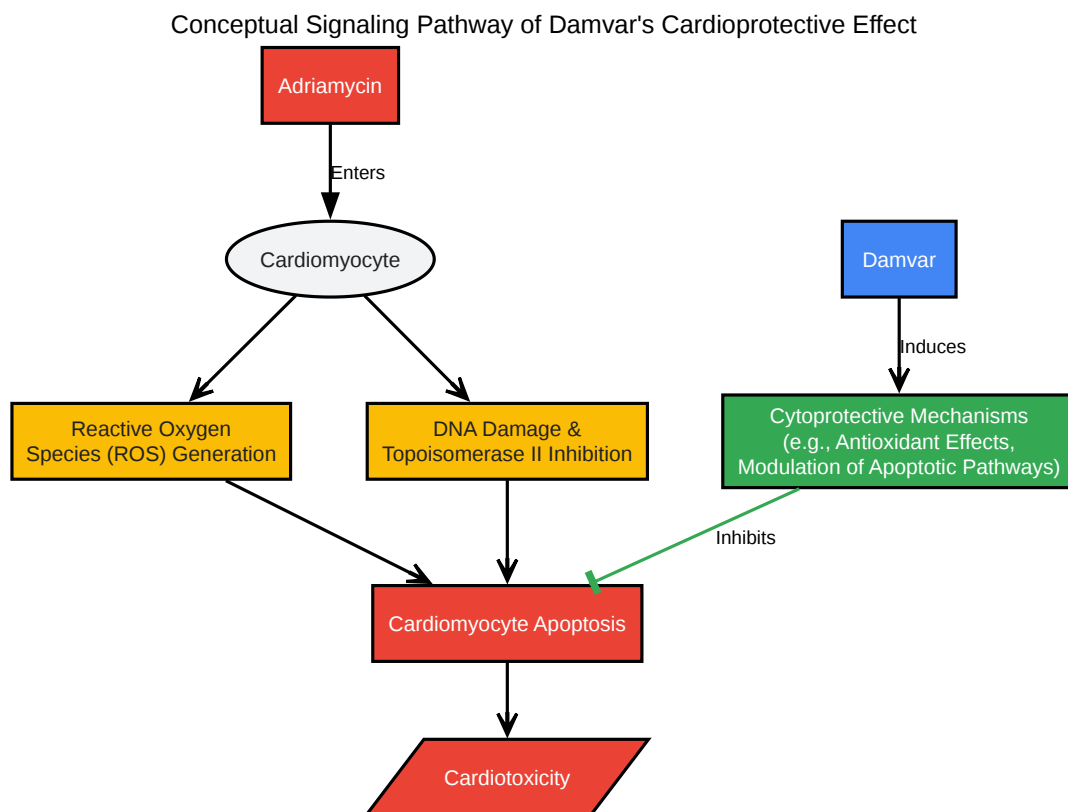 Conceptual Signaling Pathway of Damvar's Cardioprotective Effect
Adriamycin
Enters
Cardiomyocyte
Damvar
Induces
Reactive Oxygen
Species (ROS) Generation
DNA Damage &
Topoisomerase II Inhibition
Cytoprotective Mechanisms
(e.g., Antioxidant Effects,
Modulation of Apoptotic Pathways)
Inhibits
Cardiomyocyte Apoptosis
Cardiotoxicity